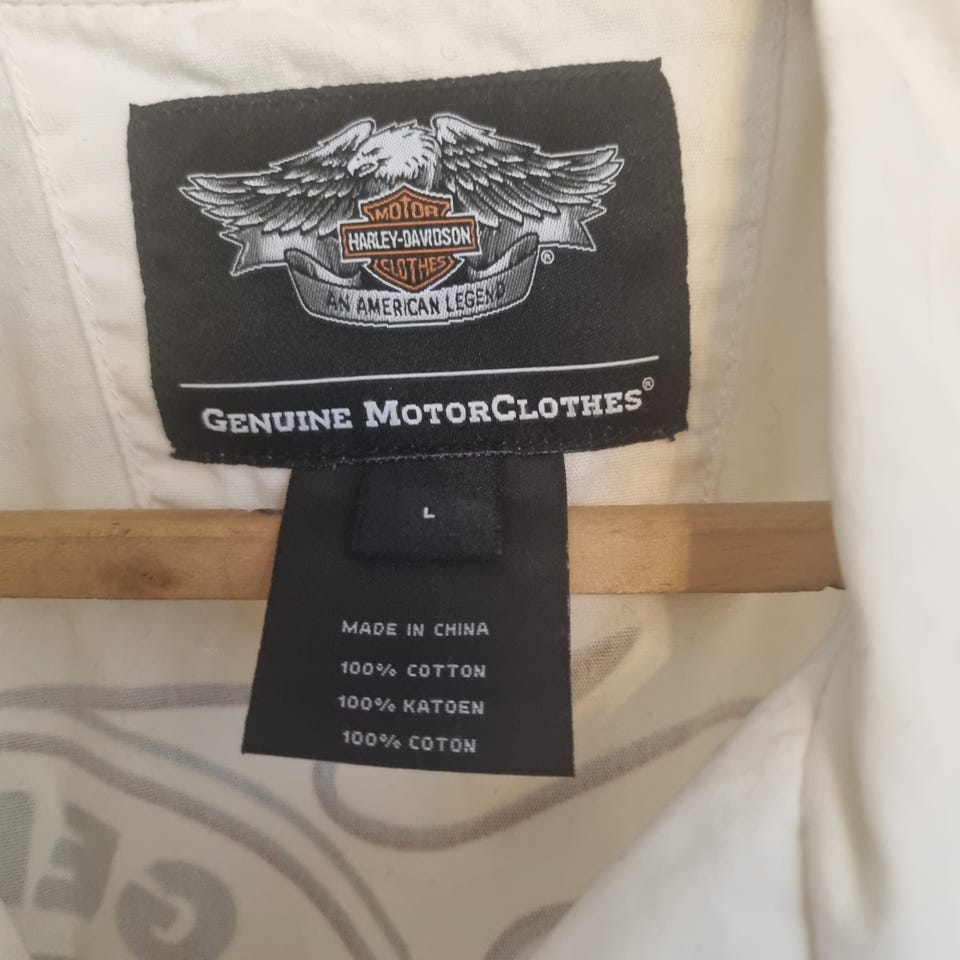 MOTOR
HARLEY-DAVIDSON
CLOTHES
®
AN AMERICAN LEGEND
GENUINE MOTORCLOTHES®
L
MADE IN CHINA
100% COTTON
100% KATOEN
100% COTON